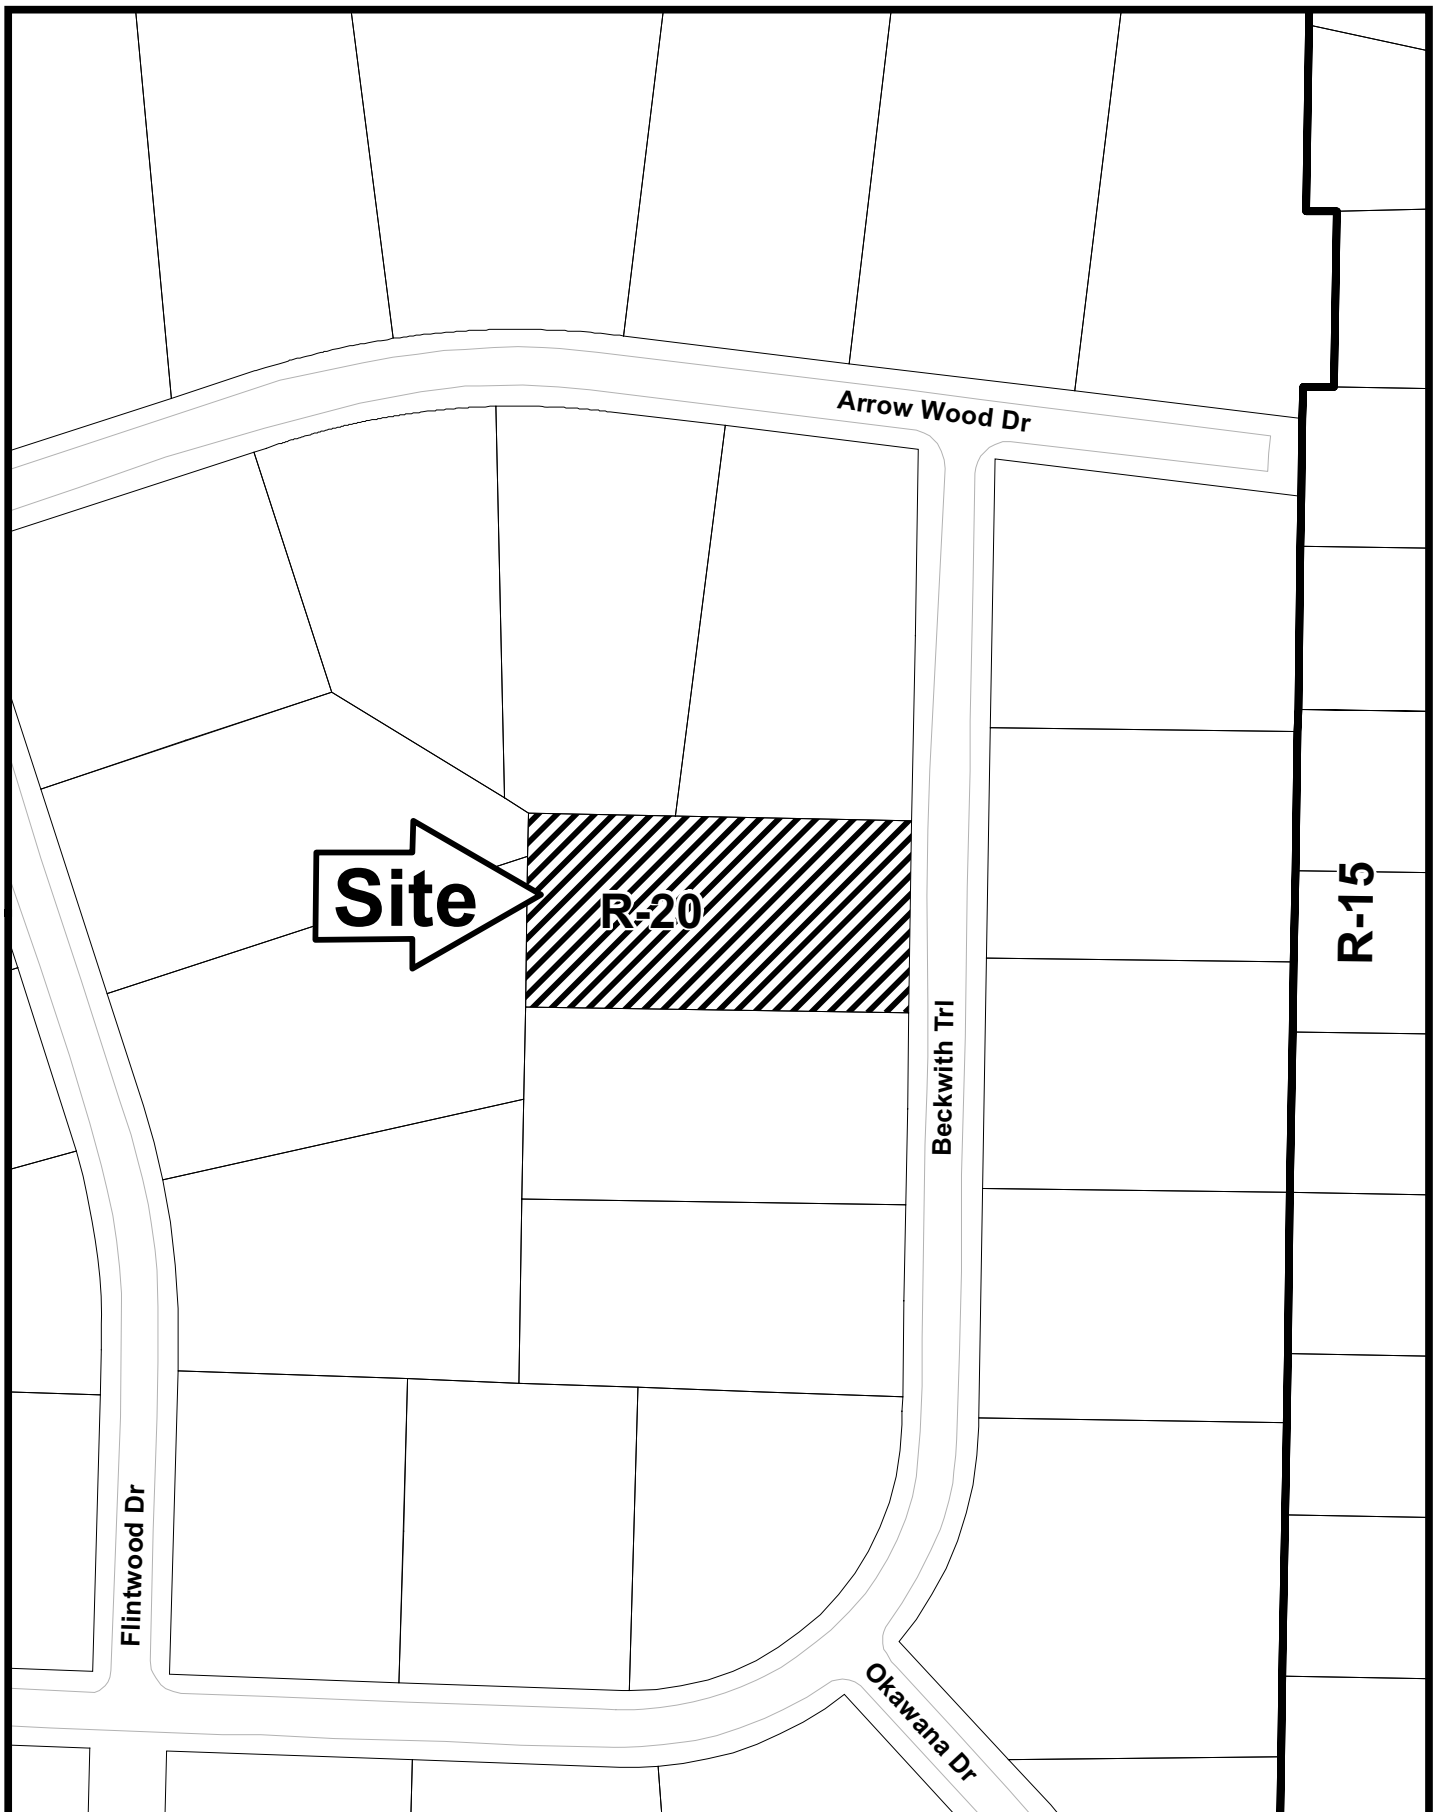 Arrow Wood Dr
Site
R-20
R-15
Beckwith Trl
Flintwood Dr
Okawana Dr